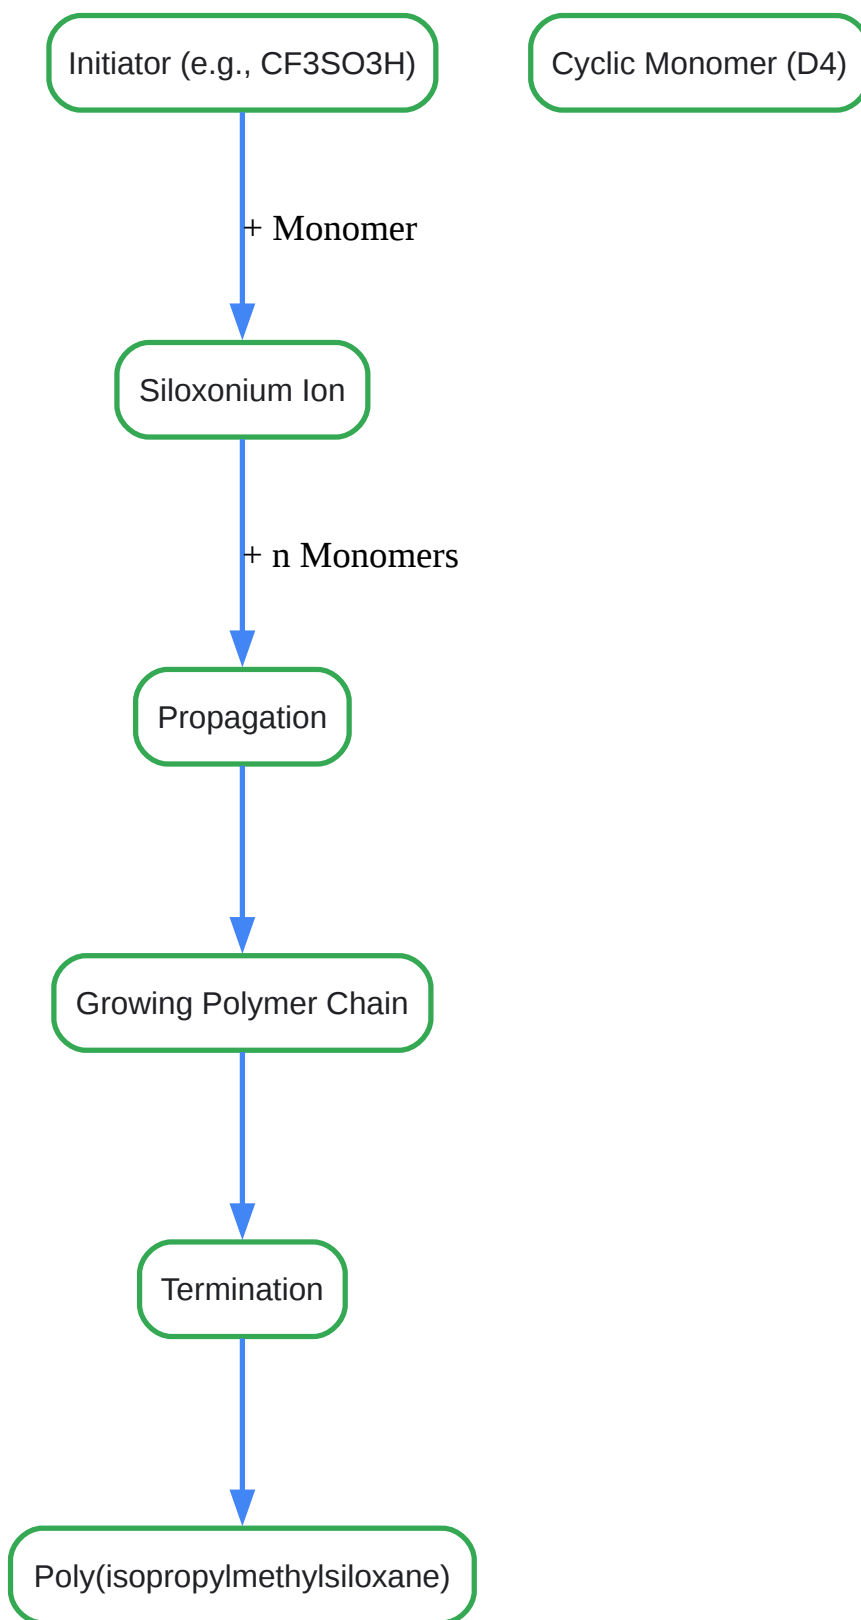 Initiator (e.g., CF3SO3H)
Cyclic Monomer (D4)
+ Monomer
Siloxonium Ion
+ n Monomers
Propagation
Growing Polymer Chain
Termination
Poly(isopropylmethylsiloxane)